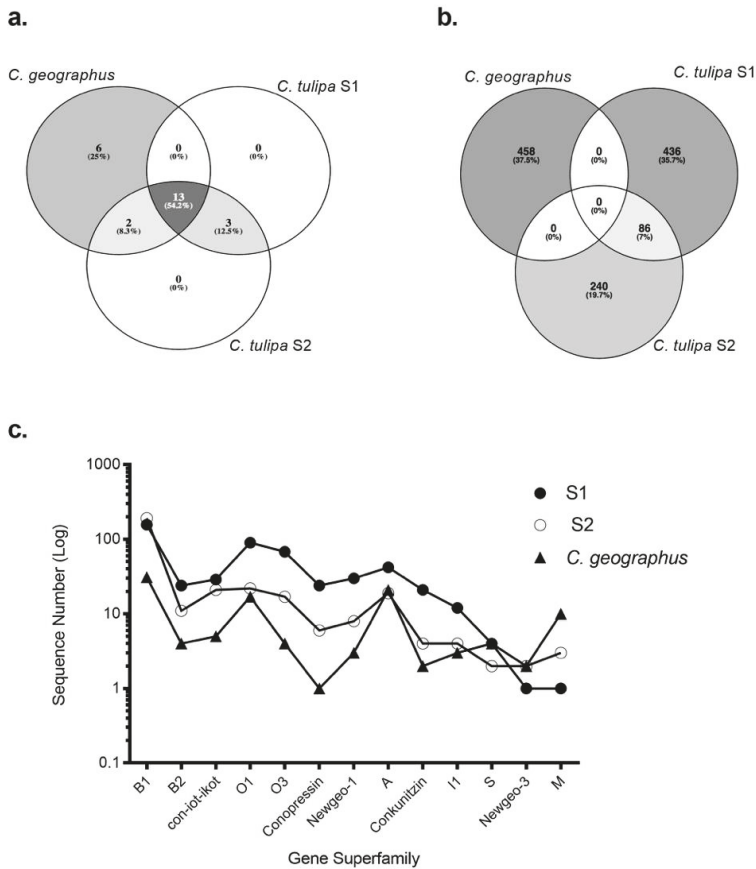 a.
C. geographus
C. tulipa S1
6
(25%)
0
(0%)
0
(0%)
13
(54.2%)
2
(8.3%)
3
(12.5%)
0
(0%)
C. tulipa S2
b.
C. geographus
C. tulipa S1
458
(37.5%)
0
(0%)
436
(35.7%)
0
(0%)
0
(0%)
86
(7%)
240
(19.7%)
C. tulipa S2
c.
Sequence Number (Log)
1000
100
10
1
0.1
S1
S2
C. geographus
B1
B2
con-iot-ikot
O1
O3
Conopressin
Newgeo-1
A
Conkunitzin
I1
S
Newgeo-3
M
Gene Superfamily